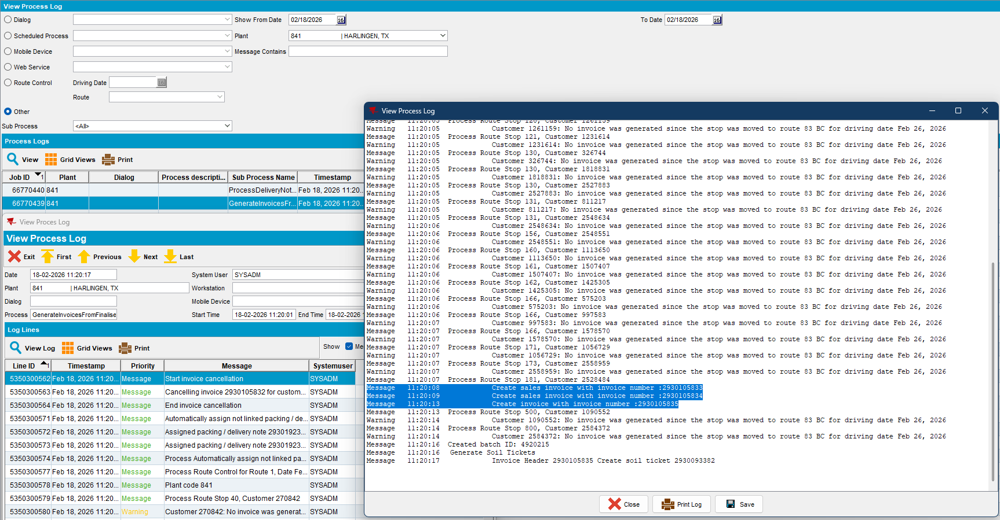 View Process Log
Dialog
Show From Date 02/18/2026 16
To Date 02/18/2026 16
Scheduled Process
Plant 841 | HARLINGEN, TX
Mobile Device
Message Contains
Web Service
Route Control Driving Date 16
Route
Other
Sub Process <All>
Process Logs
View Grid Views Print
Job ID 1 Plant Dialog Process descripti... Sub Process Name Timestamp
66770440 841 ProcessDeliveryNot... Feb 18, 2026 11:20...
66770439 841 GenerateInvoicesFr... Feb 18, 2026 11:20...
View Proces Log
View Process Log
Exit First Previous Next Last
Date 18-02-2026 11:20:17 System User SYSADM
Plant 841 | HARLINGEN, TX Workstation
Dialog Mobile Device
Process GenerateInvoicesFromFinalise Start Time 18-02-2026 11:20:01 End Time 18-02-2026
Log Lines
View Log Grid Views Print Show Me
Line ID 1 Timestamp Priority Message Systemuser
5350300562 Feb 18, 2026 11:20... Message Start invoice cancellation SYSADM
5350300563 Feb 18, 2026 11:20... Message Cancelling invoice 2930105832 for custom... SYSADM
5350300564 Feb 18, 2026 11:20... Message End invoice cancellation SYSADM
5350300571 Feb 18, 2026 11:20... Message Automatically assign not linked packing / de... SYSADM
5350300572 Feb 18, 2026 11:20... Message Assigned packing / delivery note 29301923... SYSADM
5350300573 Feb 18, 2026 11:20... Message Assigned packing / delivery note 29301923... SYSADM
5350300574 Feb 18, 2026 11:20... Message Process Automatically assign not linked pa... SYSADM
5350300577 Feb 18, 2026 11:20... Message Process Route Control for Route 1, Date Fe... SYSADM
5350300578 Feb 18, 2026 11:20... Message Plant code 841 SYSADM
5350300579 Feb 18, 2026 11:20... Message Process Route Stop 40, Customer 270842 SYSADM
5350300580 Feb 18, 2026 11:20... Warning Customer 270842: No invoice was generat... SYSADM
View Process Log
Message 11:20:05 Process Route Stop 120, Customer 1261159
Warning 11:20:05 Customer 1261159: No invoice was generated since the stop was moved to route 83 BC for driving date Feb 26, 2026
Message 11:20:05 Process Route Stop 121, Customer 1231614
Warning 11:20:05 Customer 1231614: No invoice was generated since the stop was moved to route 83 BC for driving date Feb 26, 2026
Message 11:20:05 Process Route Stop 130, Customer 326744
Warning 11:20:05 Customer 326744: No invoice was generated since the stop was moved to route 83 BC for driving date Feb 26, 2026
Message 11:20:05 Process Route Stop 130, Customer 1818831
Warning 11:20:05 Customer 1818831: No invoice was generated since the stop was moved to route 83 BC for driving date Feb 26, 2026
Message 11:20:05 Process Route Stop 130, Customer 2527883
Warning 11:20:05 Customer 2527883: No invoice was generated since the stop was moved to route 83 BC for driving date Feb 26, 2026
Message 11:20:05 Process Route Stop 131, Customer 811217
Warning 11:20:05 Customer 811217: No invoice was generated since the stop was moved to route 83 BC for driving date Feb 26, 2026
Message 11:20:05 Process Route Stop 131, Customer 2548634
Warning 11:20:06 Customer 2548634: No invoice was generated since the stop was moved to route 83 BC for driving date Feb 26, 2026
Message 11:20:06 Process Route Stop 156, Customer 2548551
Warning 11:20:06 Customer 2548551: No invoice was generated since the stop was moved to route 83 BC for driving date Feb 26, 2026
Message 11:20:06 Process Route Stop 160, Customer 1113650
Warning 11:20:06 Customer 1113650: No invoice was generated since the stop was moved to route 83 BC for driving date Feb 26, 2026
Message 11:20:06 Process Route Stop 161, Customer 1507407
Warning 11:20:06 Customer 1507407: No invoice was generated since the stop was moved to route 83 BC for driving date Feb 26, 2026
Message 11:20:06 Process Route Stop 162, Customer 1425305
Warning 11:20:06 Customer 1425305: No invoice was generated since the stop was moved to route 83 BC for driving date Feb 26, 2026
Message 11:20:06 Process Route Stop 166, Customer 575203
Warning 11:20:06 Customer 575203: No invoice was generated since the stop was moved to route 83 BC for driving date Feb 26, 2026
Message 11:20:06 Process Route Stop 166, Customer 997583
Warning 11:20:07 Customer 997583: No invoice was generated since the stop was moved to route 83 BC for driving date Feb 26, 2026
Message 11:20:07 Process Route Stop 166, Customer 1578570
Warning 11:20:07 Customer 1578570: No invoice was generated since the stop was moved to route 83 BC for driving date Feb 26, 2026
Message 11:20:07 Process Route Stop 171, Customer 1056729
Warning 11:20:07 Customer 1056729: No invoice was generated since the stop was moved to route 83 BC for driving date Feb 26, 2026
Message 11:20:07 Process Route Stop 173, Customer 2558959
Warning 11:20:07 Customer 2558959: No invoice was generated since the stop was moved to route 83 BC for driving date Feb 26, 2026
Message 11:20:07 Process Route Stop 181, Customer 2528484
Message 11:20:08 Create sales invoice with invoice number :2930105833
Message 11:20:09 Create sales invoice with invoice number :2930105834
Message 11:20:13 Create invoice with invoice number :2930105835
Message 11:20:13 Process Route Stop 500, Customer 1090552
Warning 11:20:14 Customer 1090552: No invoice was generated since the stop was moved to route 83 BC for driving date Feb 26, 2026
Message 11:20:14 Process Route Stop 800, Customer 2584372
Warning 11:20:14 Customer 2584372: No invoice was generated since the stop was moved to route 83 BC for driving date Feb 26, 2026
Message 11:20:16 Created batch ID: 4920215
Message 11:20:16 Generate Soil Tickets
Message 11:20:17 Invoice Header 2930105835 Create soil ticket 2930093382
Close Print Log Save